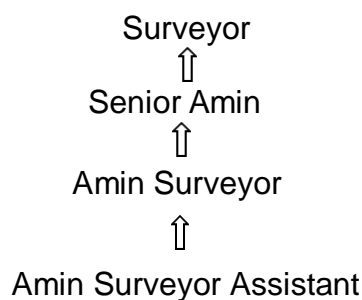 Surveyor
⇧
Senior Amin
⇧
Amin Surveyor
⇧
Amin Surveyor Assistant